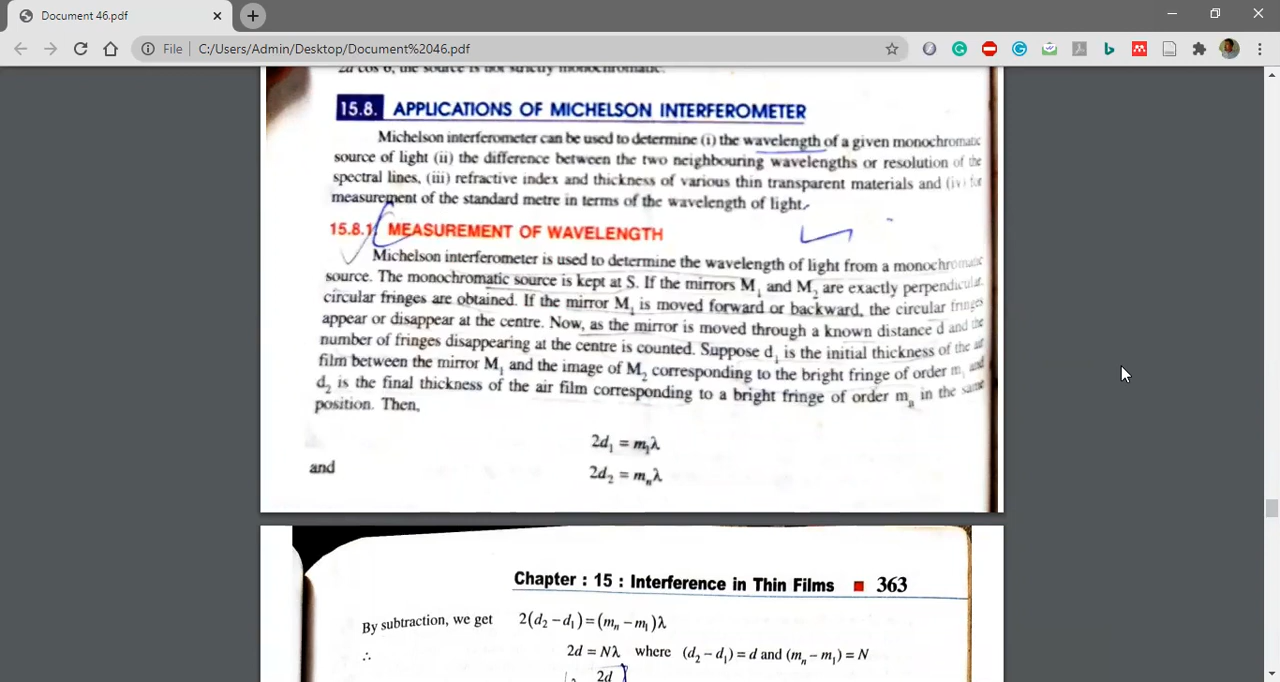 Document 46.pdf
File | C:/Users/Admin/Desktop/Document%2046.pdf
2d cos θ, the source is not strictly monochromatic.
15.8. APPLICATIONS OF MICHELSON INTERFEROMETER
Michelson interferometer can be used to determine (i) the wavelength of a given monochromatic
source of light (ii) the difference between the two neighbouring wavelengths or resolution of the
spectral lines, (iii) refractive index and thickness of various thin transparent materials and (iv) for
measurement of the standard metre in terms of the wavelength of light.
15.8.1 MEASUREMENT OF WAVELENGTH
Michelson interferometer is used to determine the wavelength of light from a monochromatic
source. The monochromatic source is kept at S. If the mirrors M₁ and M₂ are exactly perpendicular
circular fringes are obtained. If the mirror M₁ is moved forward or backward, the circular fringes
appear or disappear at the centre. Now, as the mirror is moved through a known distance d and the
number of fringes disappearing at the centre is counted. Suppose d₁ is the initial thickness of the air
film between the mirror M₁ and the image of M₂ corresponding to the bright fringe of order m₁ and
d₂ is the final thickness of the air film corresponding to a bright fringe of order mₙ in the same
position. Then,
2d₁ = m₁λ
and
2d₂ = mₙλ
Chapter : 15 : Interference in Thin Films ■ 363
By subtraction, we get 2(d₂ – d₁) = (mₙ – m₁)λ
∴ 2d = Nλ where (d₂ – d₁) = d and (mₙ – m₁) = N
2d